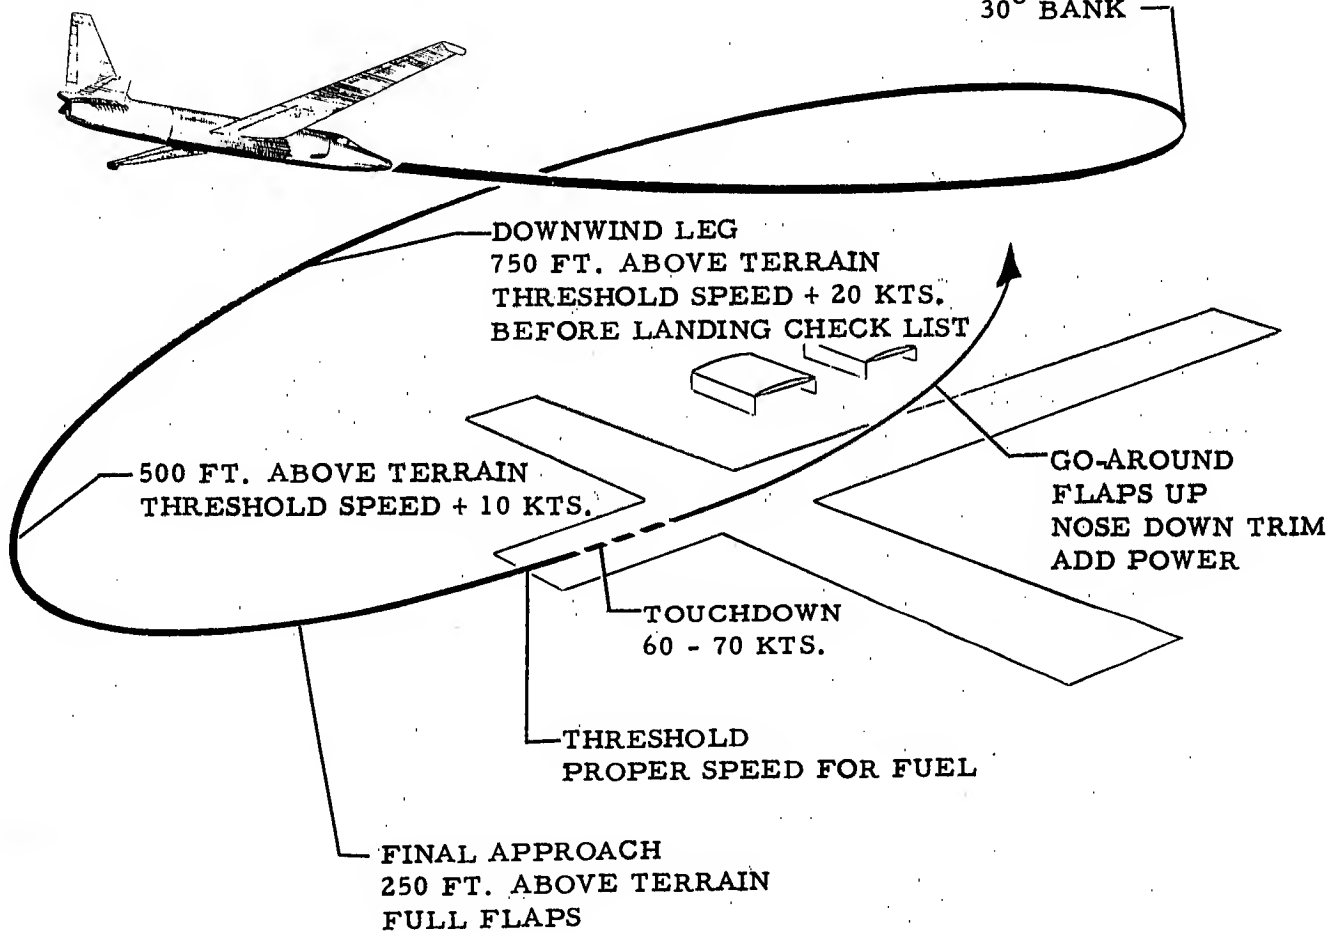 30° BANK
DOWNWIND LEG
750 FT. ABOVE TERRAIN
THRESHOLD SPEED + 20 KTS.
BEFORE LANDING CHECK LIST
500 FT. ABOVE TERRAIN
THRESHOLD SPEED + 10 KTS.
GO-AROUND
FLAPS UP
NOSE DOWN TRIM
ADD POWER
TOUCHDOWN
60 - 70 KTS.
THRESHOLD
PROPER SPEED FOR FUEL
FINAL APPROACH
250 FT. ABOVE TERRAIN
FULL FLAPS